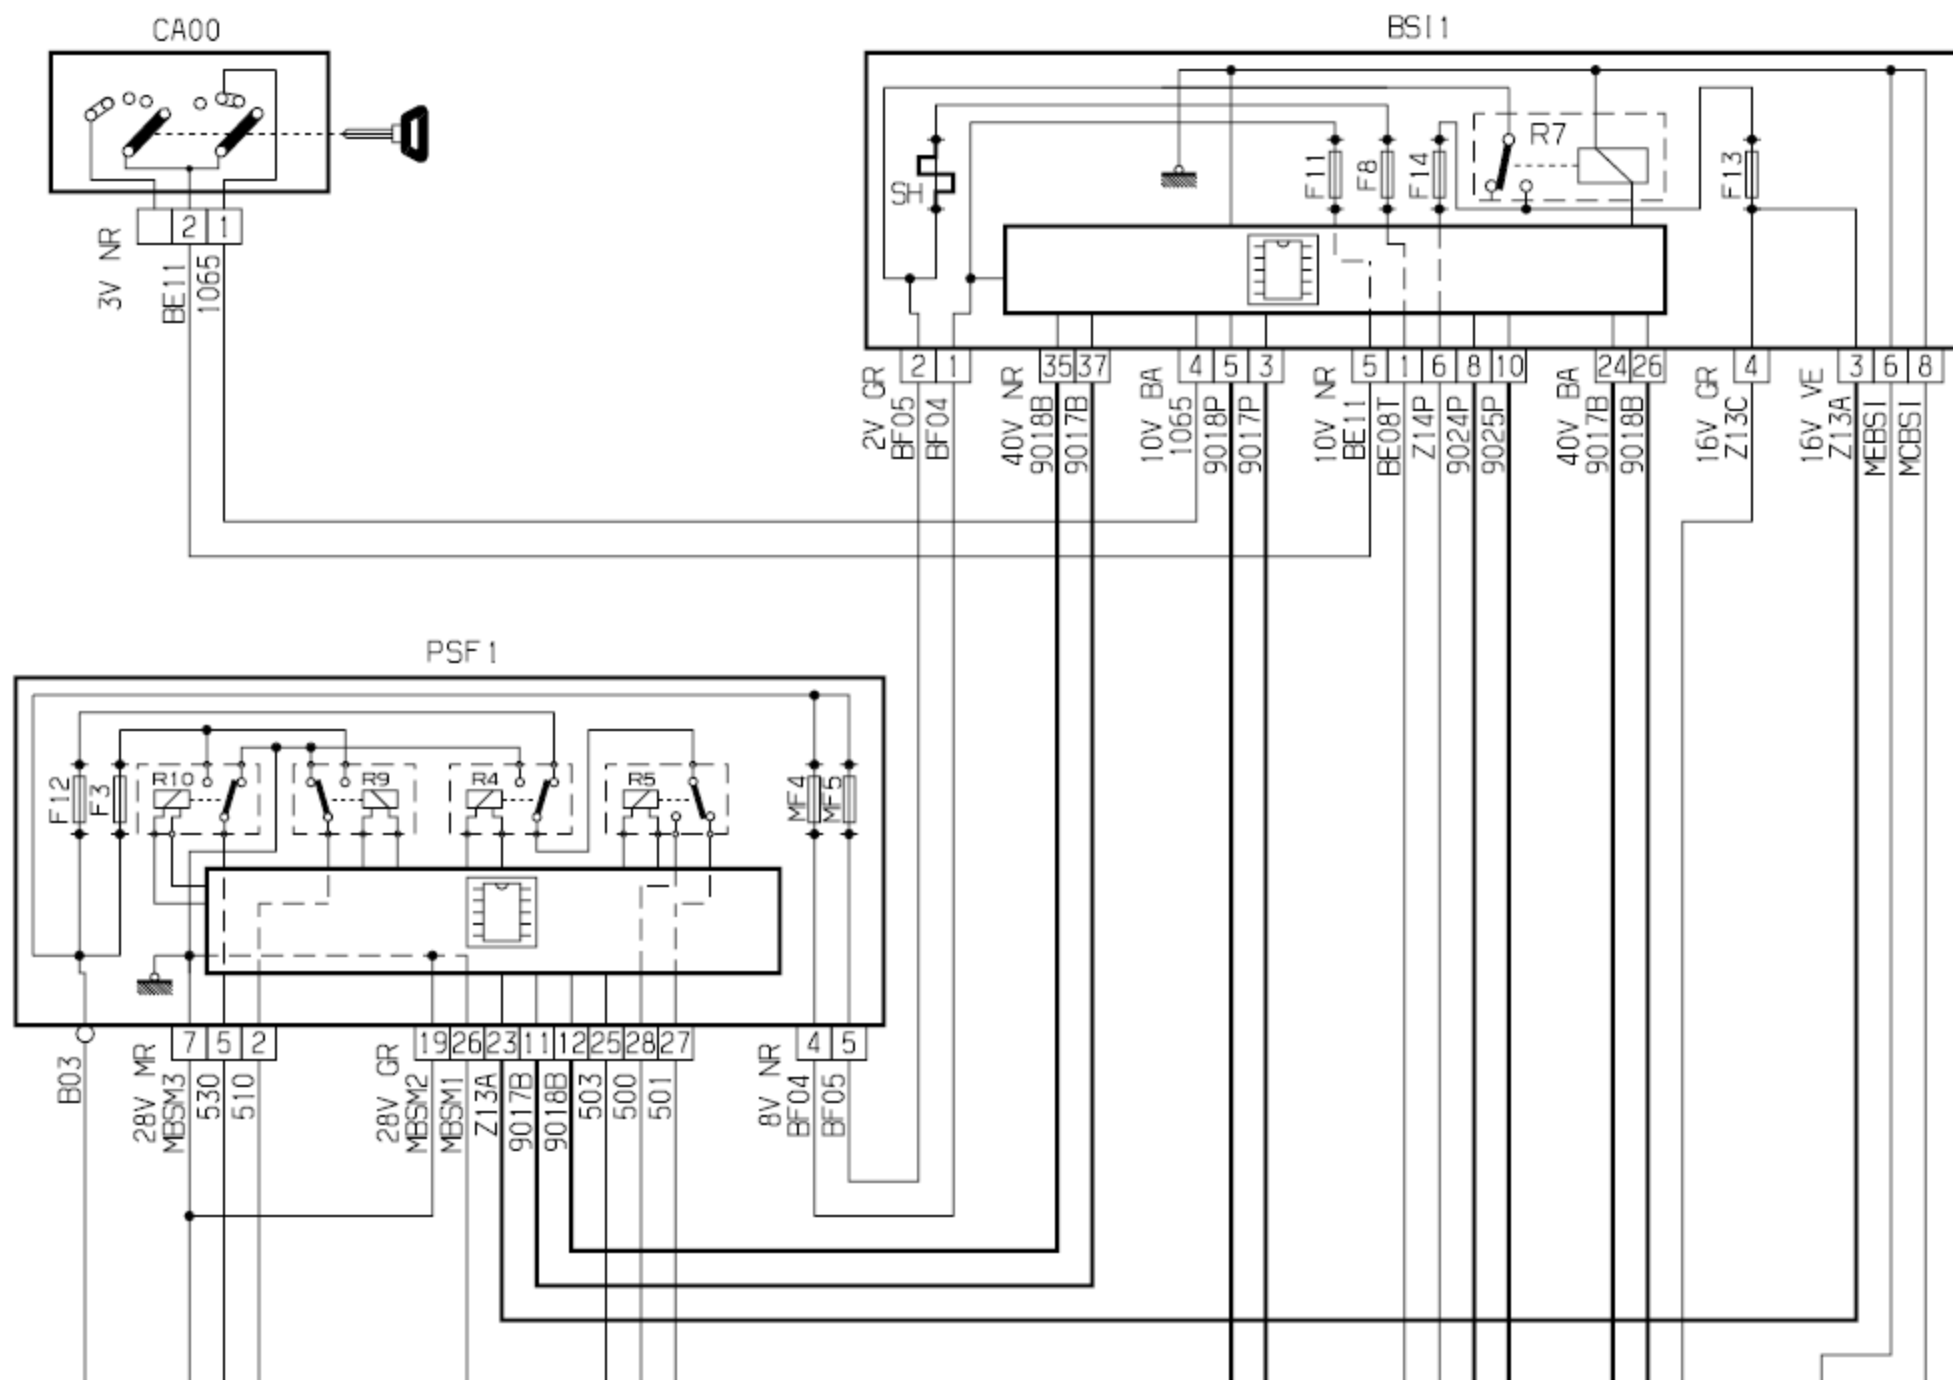 CA00
BSI1
R7
SH
F11
F8
F14
F13
2 1
3V NR
BE11
1065
2 1 35 37 4 5 3 5 1 6 8 10 24 26 4 3 6 8
2V GR
BF05
BF04
40V NR
9018B
9017B
10V BA
1065
9018P
9017P
10V NR
BE11
BE08T
Z14P
9024P
9025P
40V BA
9017B
9018B
16V GR
Z13C
16V VE
Z13A
MEBSI
MCBSI
PSF1
F12
F3
R10
R9
R4
R5
MF4
MF5
7 5 2 19 26 23 11 12 25 28 27 4 5
B03
28V MR
MBSM3
530
510
28V GR
MBSM2
MBSM1
Z13A
9017B
9018B
503
500
501
8V NR
BF04
BF05